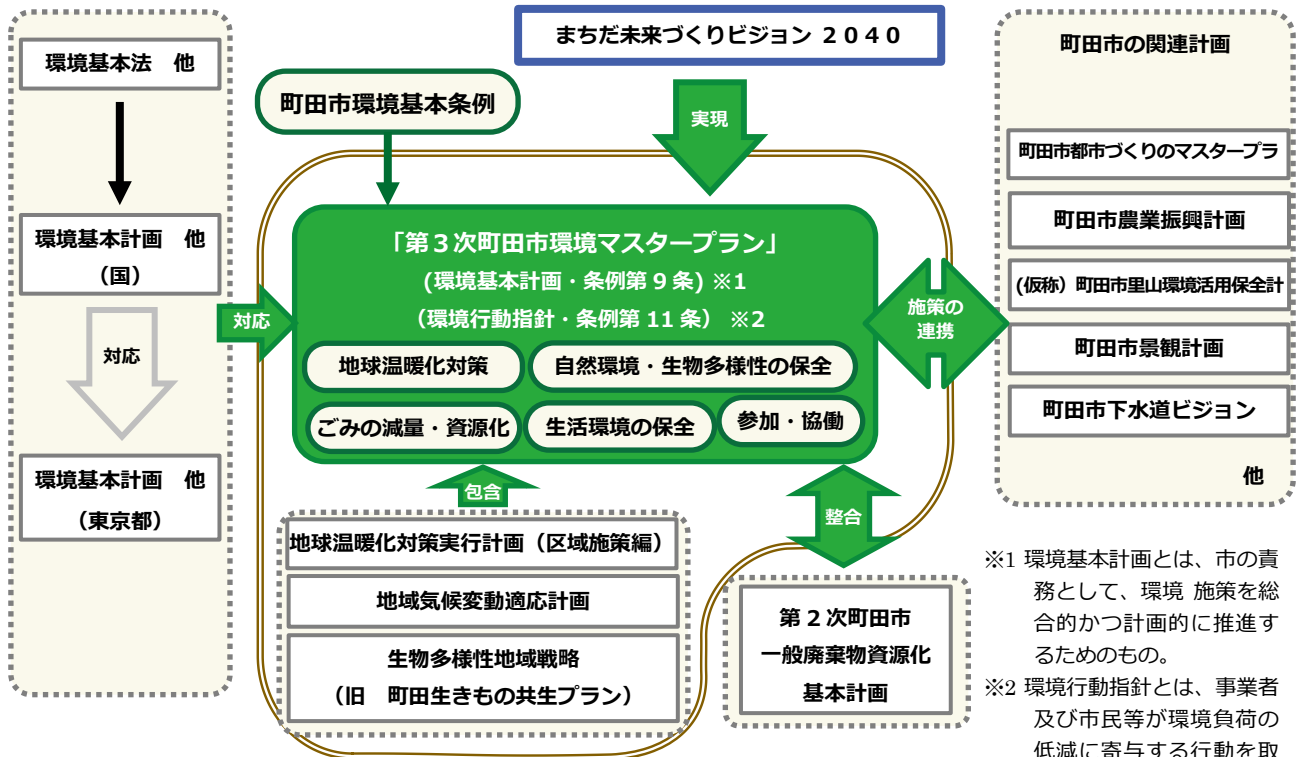 環境基本法　他
環境基本計画　他
（国）
対応
環境基本計画　他
（東京都）
まちだ未来づくりビジョン ２０４０
町田市環境基本条例
実現
対応
「第３次町田市環境マスタープラン」
(環境基本計画・条例第 9 条) ※1
（環境行動指針・条例第 11 条） ※2
地球温暖化対策
自然環境・生物多様性の保全
ごみの減量・資源化
生活環境の保全
参加・協働
施策の
連携
包含
整合
地球温暖化対策実行計画（区域施策編）
地域気候変動適応計画
生物多様性地域戦略
（旧　町田生きもの共生プラン）
第 2 次町田市
一般廃棄物資源化
基本計画
町田市の関連計画
町田市都市づくりのマスタープラ
町田市農業振興計画
(仮称）町田市里山環境活用保全計
町田市景観計画
町田市下水道ビジョン
他
※1 環境基本計画とは、市の責
務として、環境 施策を総
合的かつ計画的に推進す
るためのもの。
※2 環境行動指針とは、事業者
及び市民等が環境負荷の
低減に寄与する行動を取